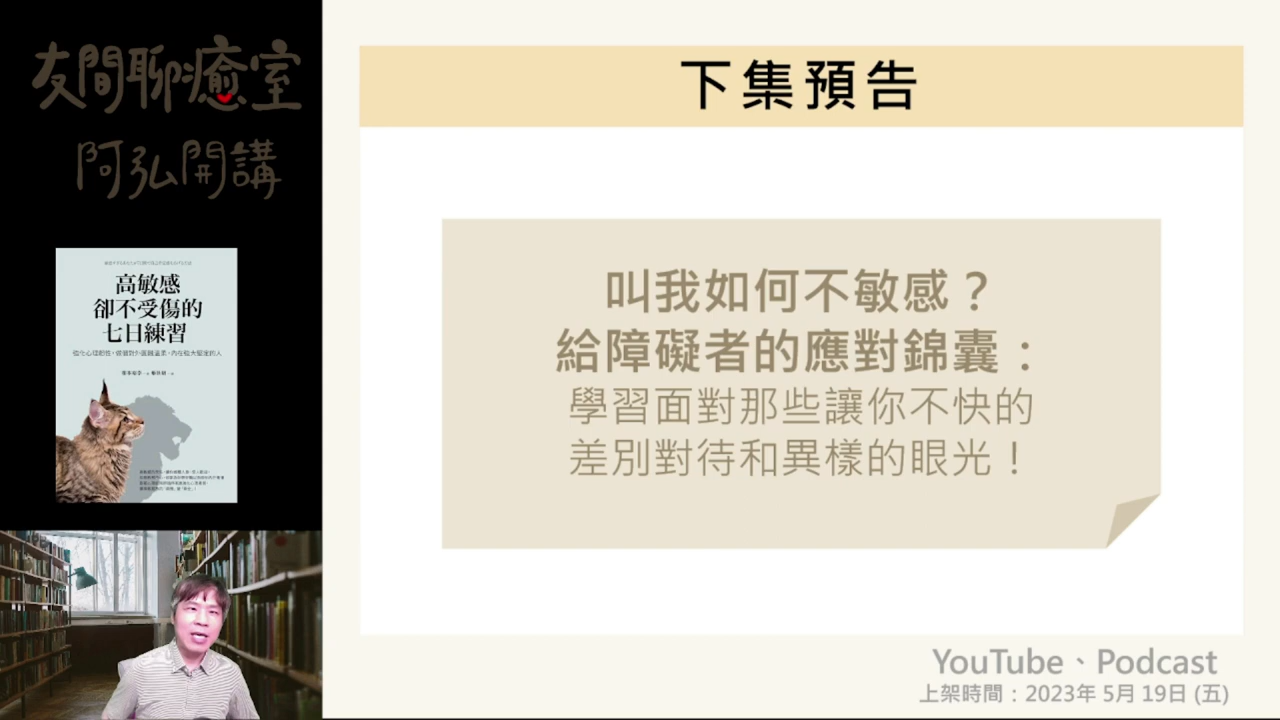 友間聊癒室
阿弘開講
高敏感
卻不受傷的
七日練習
下集預告
叫我如何不敏感？
給障礙者的應對錦囊：
學習面對那些讓你不快的
差別對待和異樣的眼光！
YouTube、Podcast
上架時間：2023年 5月 19日 (五)